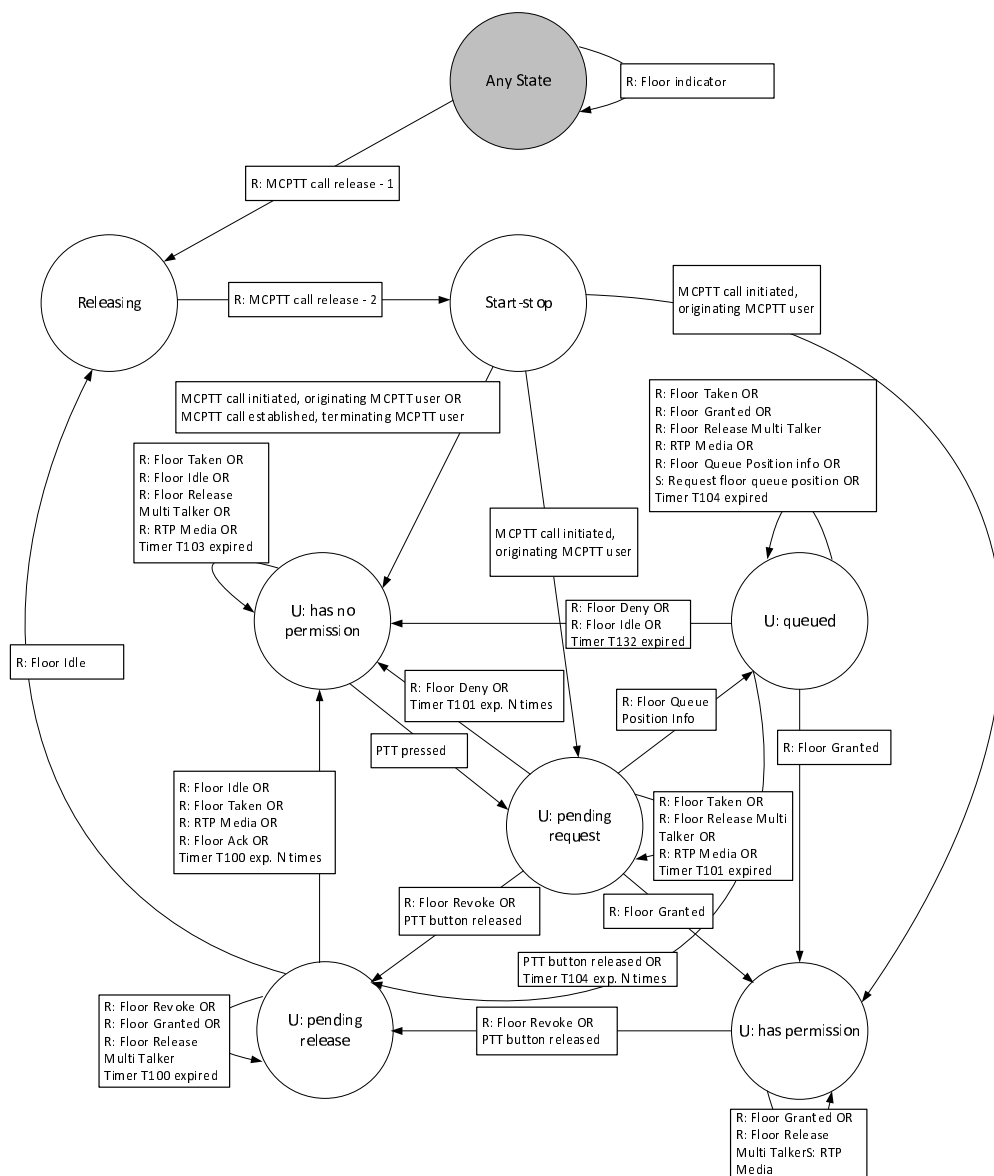 Any State
R: Floor indicator
R: MCPTT call release - 1
Releasing
R: MCPTT call release - 2
Start-stop
MCPTT call initiated,
originating MCPTT user
MCPTT call initiated, originating MCPTT user OR
MCPTT call established, terminating MCPTT user
R: Floor Taken OR
R: Floor Granted OR
R: Floor Release Multi Talker
R: RTP Media OR
R: Floor Queue Position info OR
S: Request floor queue position OR
Timer T104 expired
R: Floor Taken OR
R: Floor Idle OR
R: Floor Release
Multi Talker OR
R: RTP Media OR
Timer T103 expired
MCPTT call initiated,
originating MCPTT user
U: has no
permission
R: Floor Deny OR
R: Floor Idle OR
Timer T132 expired
U: queued
R: Floor Idle
R: Floor Deny OR
Timer T101 exp. N times
R: Floor Queue
Position Info
PTT pressed
R: Floor Granted
R: Floor Idle OR
R: Floor Taken OR
R: RTP Media OR
R: Floor Ack OR
Timer T100 exp. N times
U: pending
request
R: Floor Taken OR
R: Floor Release Multi
Talker OR
R: RTP Media OR
Timer T101 expired
R: Floor Revoke OR
PTT button released
R: Floor Granted
PTT button released OR
Timer T104 exp. N times
R: Floor Revoke OR
R: Floor Granted OR
R: Floor Release
Multi Talker
Timer T100 expired
U: pending
release
R: Floor Revoke OR
PTT button released
U: has permission
R: Floor Granted OR
R: Floor Release
Multi TalkerS: RTP
Media